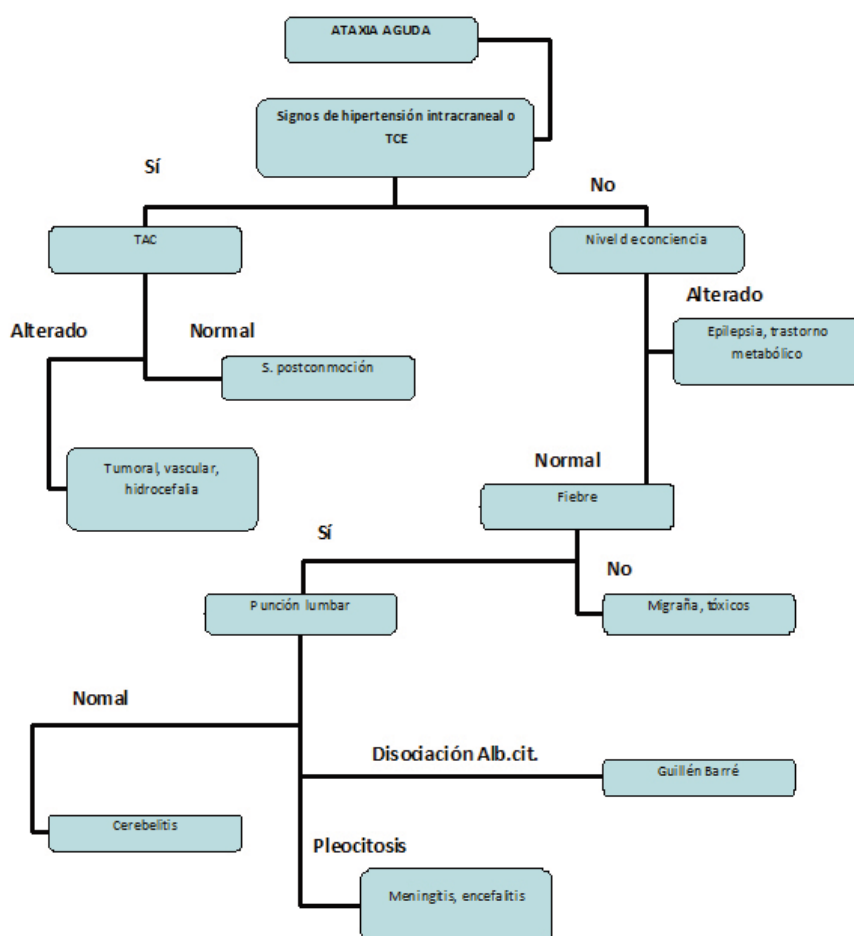 ATAXIA AGUDA
Signos de hipertensión intracraneal o
TCE
Sí
No
TAC
Nivel de conciencia
Alterado
Alterado
Normal
Epilepsia, trastorno
metabólico
S. postconmoción
Tumoral, vascular,
hidrocefalia
Normal
Fiebre
Sí
No
Punción lumbar
Migraña, tóxicos
Nomal
Disociación Alb.cit.
Guillén Barré
Cerebelitis
Pleocitosis
Meningitis, encefalitis